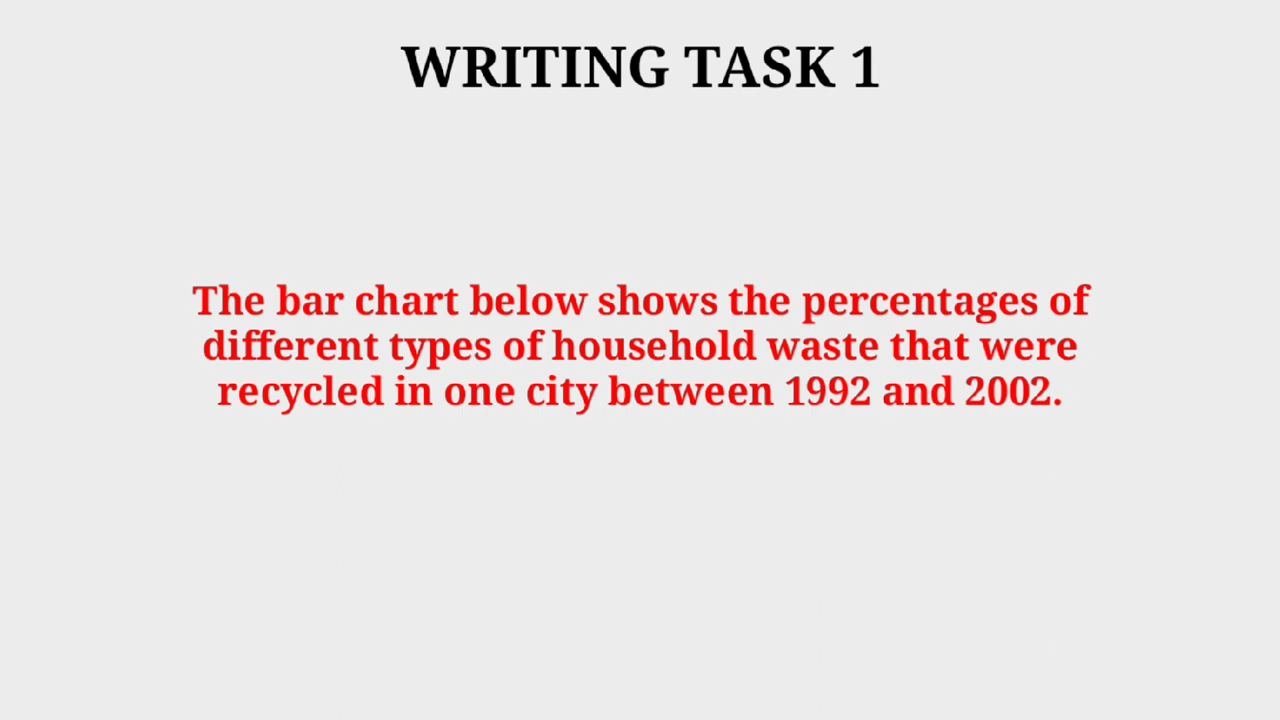 WRITING TASK 1
The bar chart below shows the percentages of
different types of household waste that were
recycled in one city between 1992 and 2002.